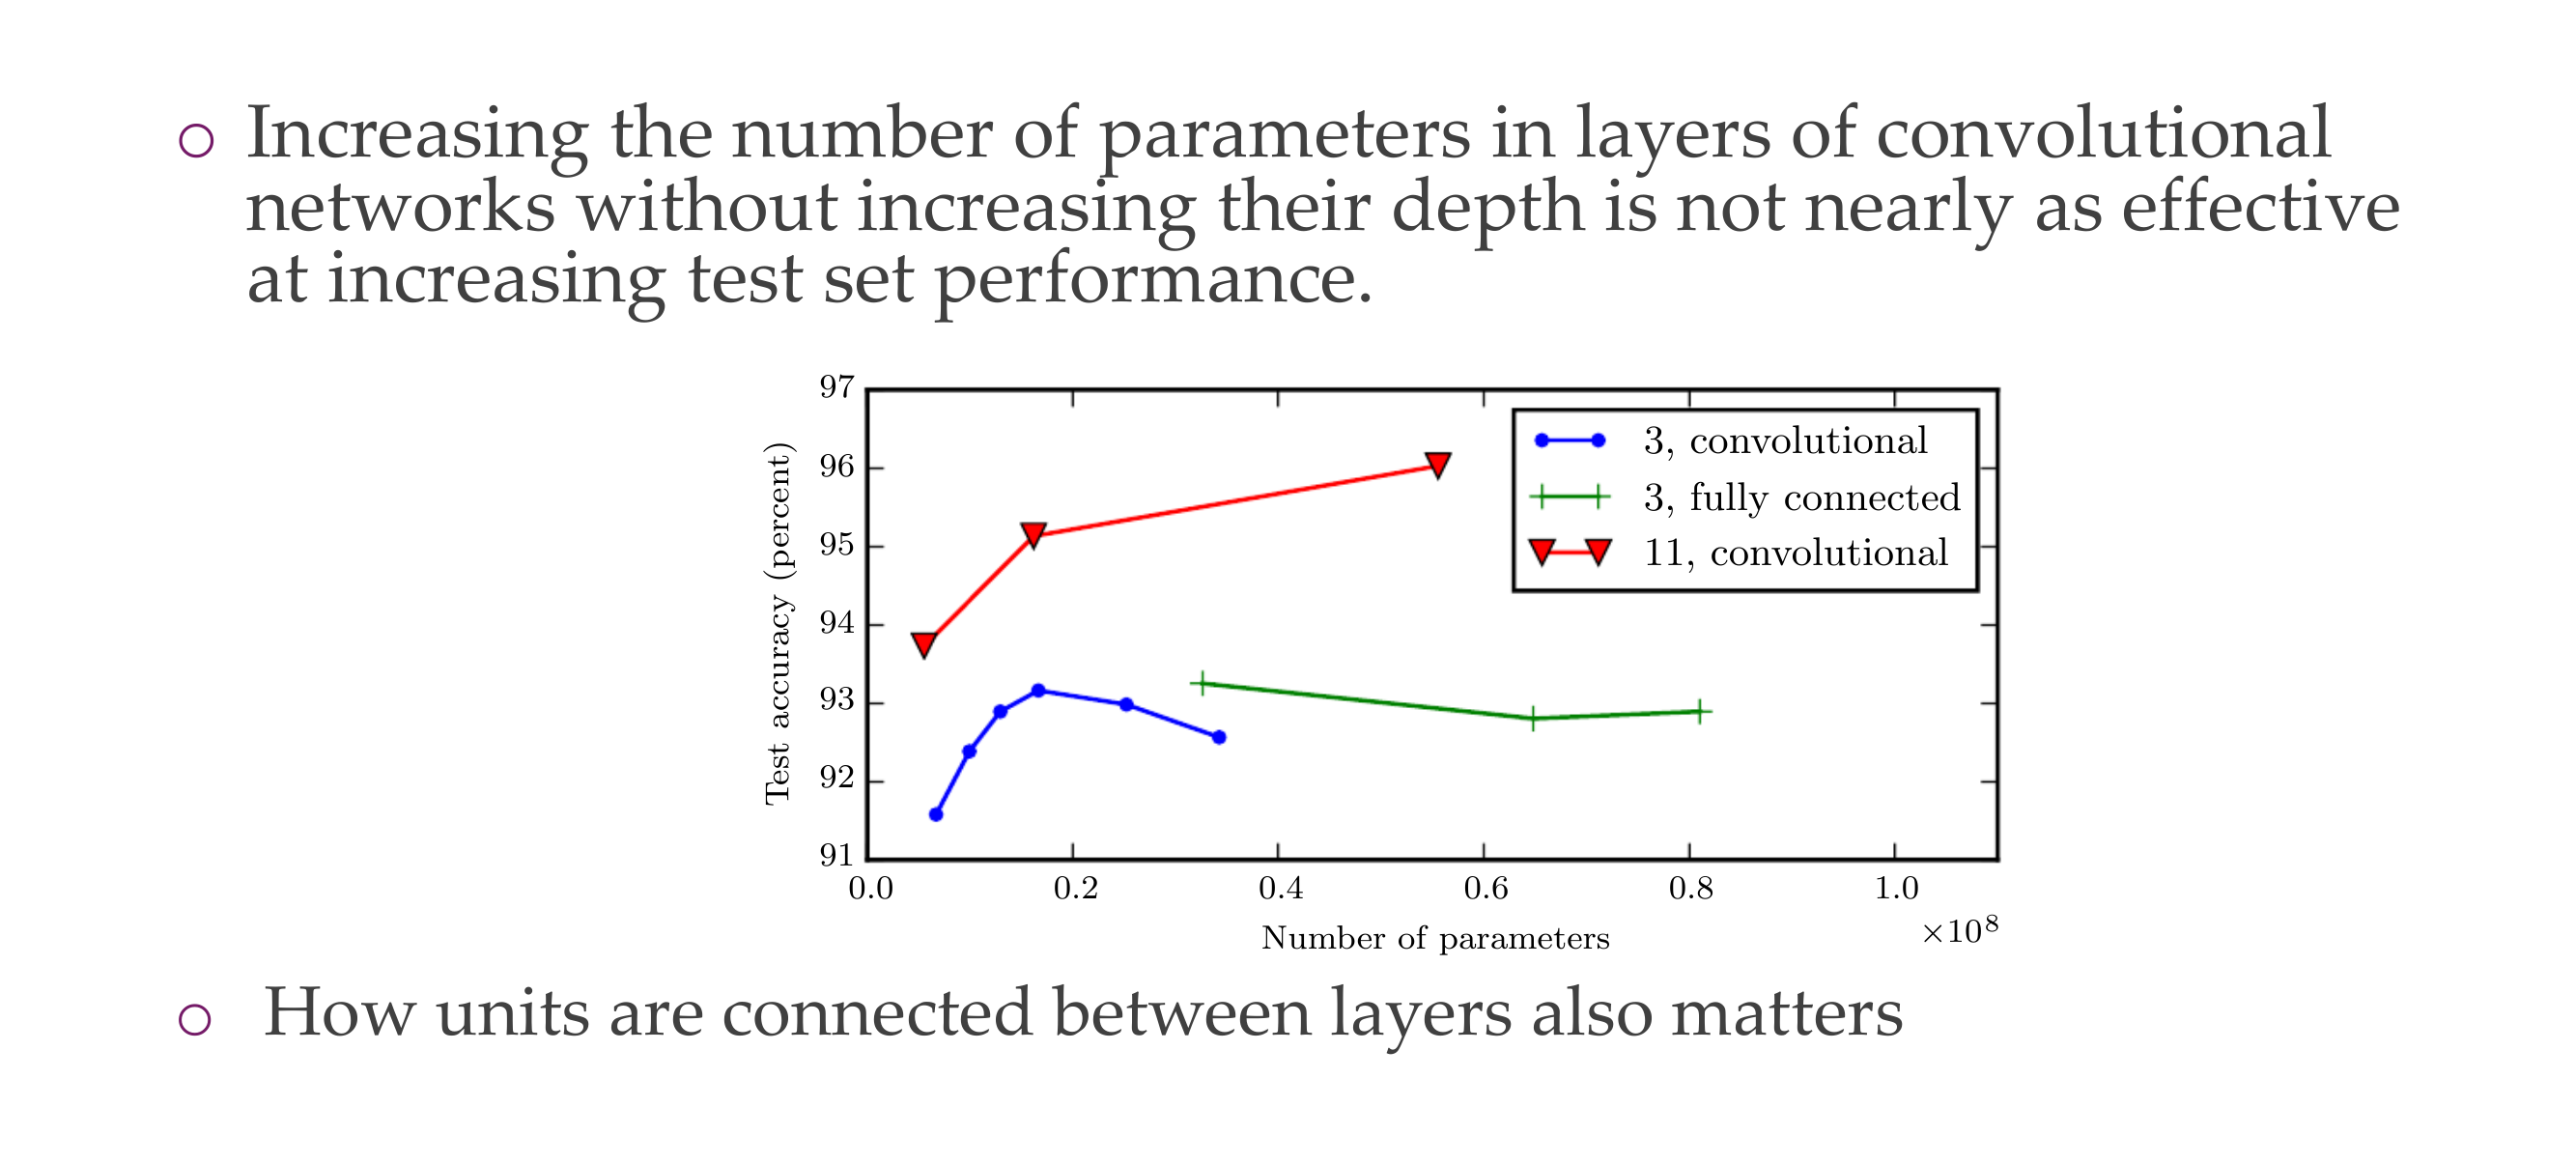 Increasing the number of parameters in layers of convolutional
networks without increasing their depth is not nearly as effective
at increasing test set performance.
97
96
95
94
93
92
91
Test accuracy (percent)
3, convolutional
3, fully connected
11, convolutional
0.0 0.2 0.4 0.6 0.8 1.0
×10⁸
Number of parameters
How units are connected between layers also matters